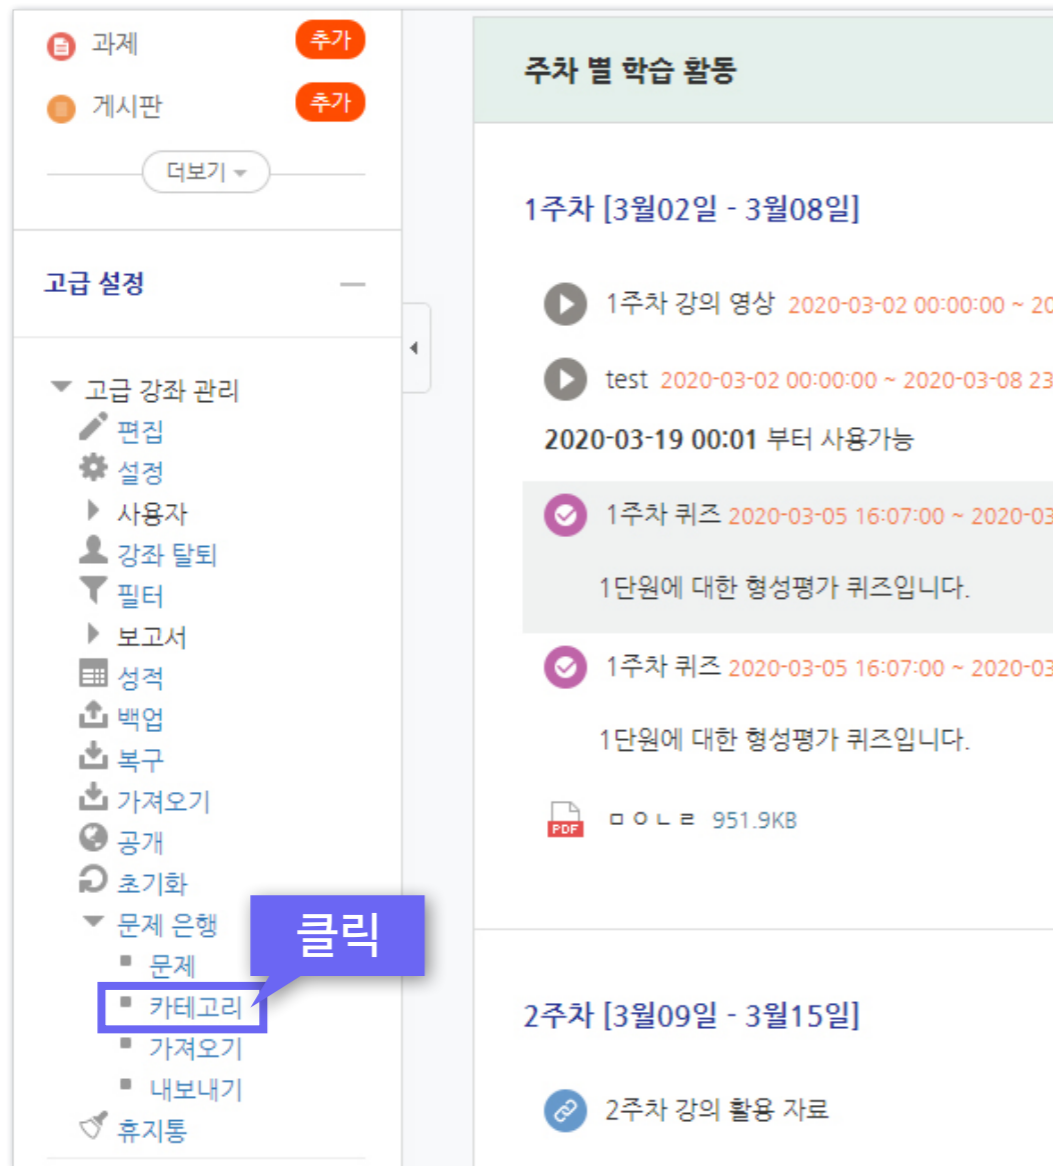 과제 추가
게시판 추가
더보기
고급 설정
고급 강좌 관리
편집
설정
사용자
강좌 탈퇴
필터
보고서
성적
백업
복구
가져오기
공개
초기화
문제 은행
클릭
문제
카테고리
가져오기
내보내기
휴지통
주차 별 학습 활동
1주차 [3월02일 - 3월08일]
1주차 강의 영상 2020-03-02 00:00:00 ~ 20
test 2020-03-02 00:00:00 ~ 2020-03-08 23
2020-03-19 00:01 부터 사용가능
1주차 퀴즈 2020-03-05 16:07:00 ~ 2020-03
1단원에 대한 형성평가 퀴즈입니다.
1주차 퀴즈 2020-03-05 16:07:00 ~ 2020-03
1단원에 대한 형성평가 퀴즈입니다.
PDF ㅁㅇㄴㄹ 951.9KB
2주차 [3월09일 - 3월15일]
2주차 강의 활용 자료